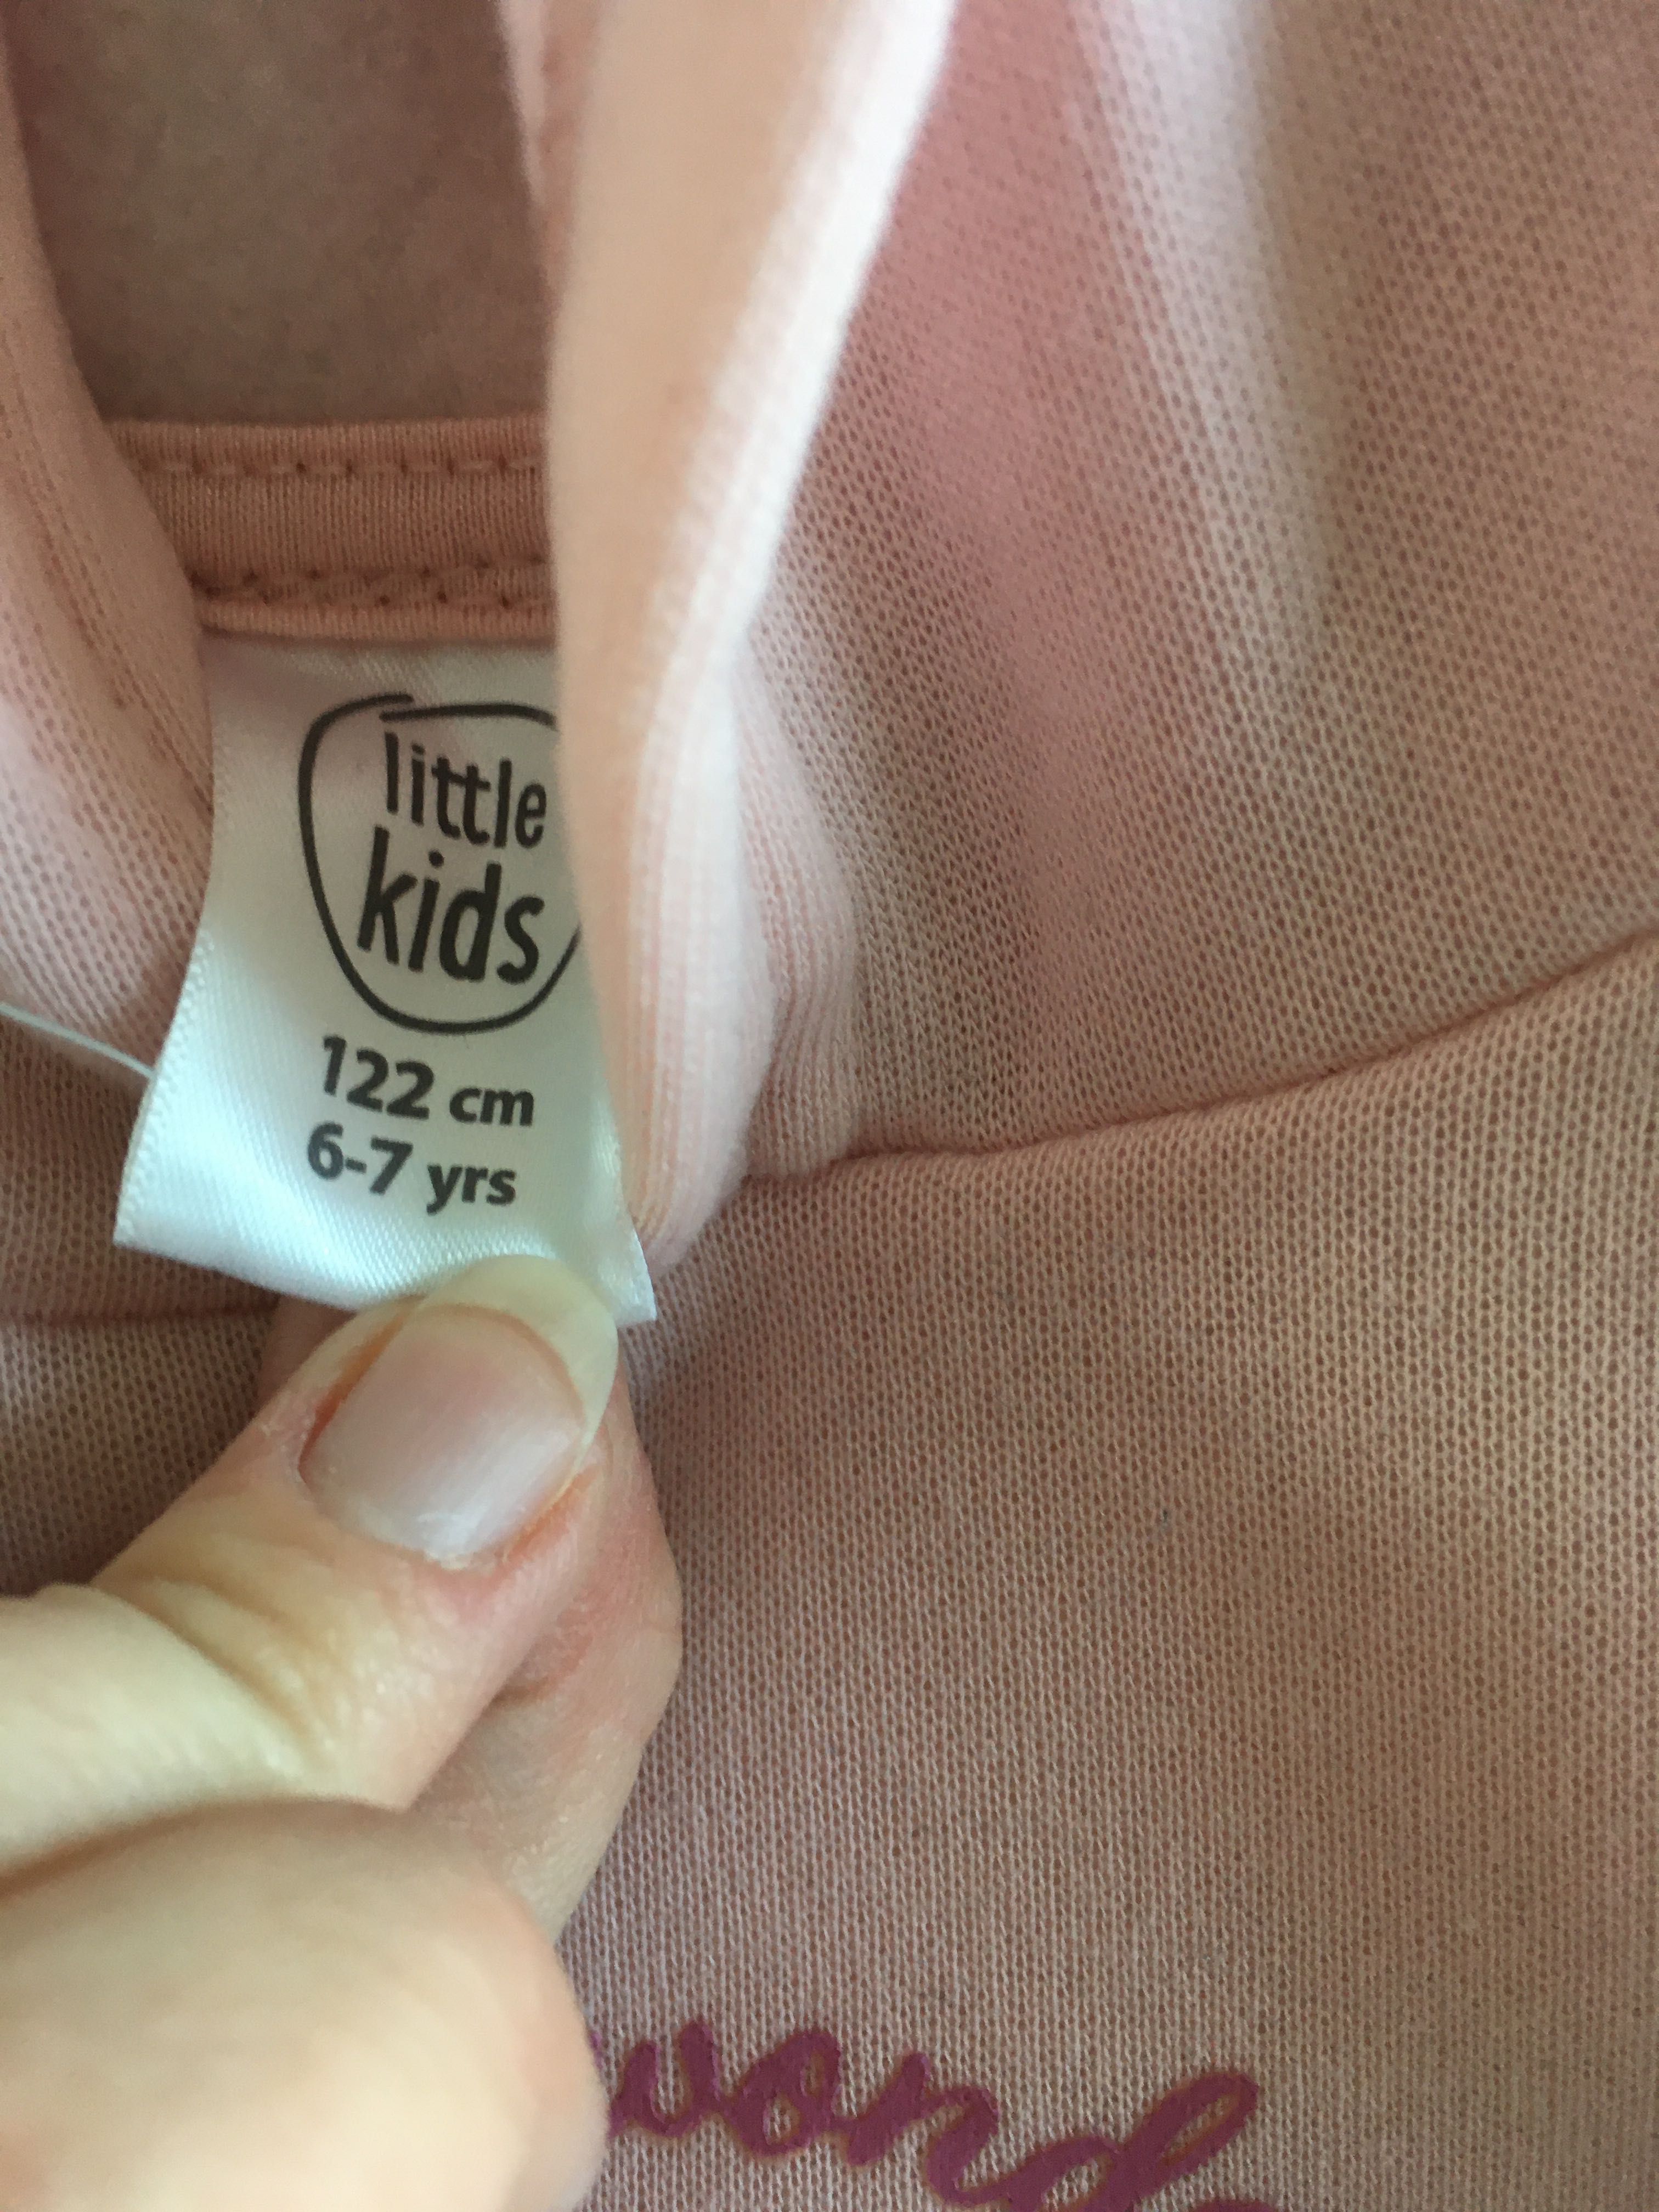 little
kids
122 cm
6-7 yrs